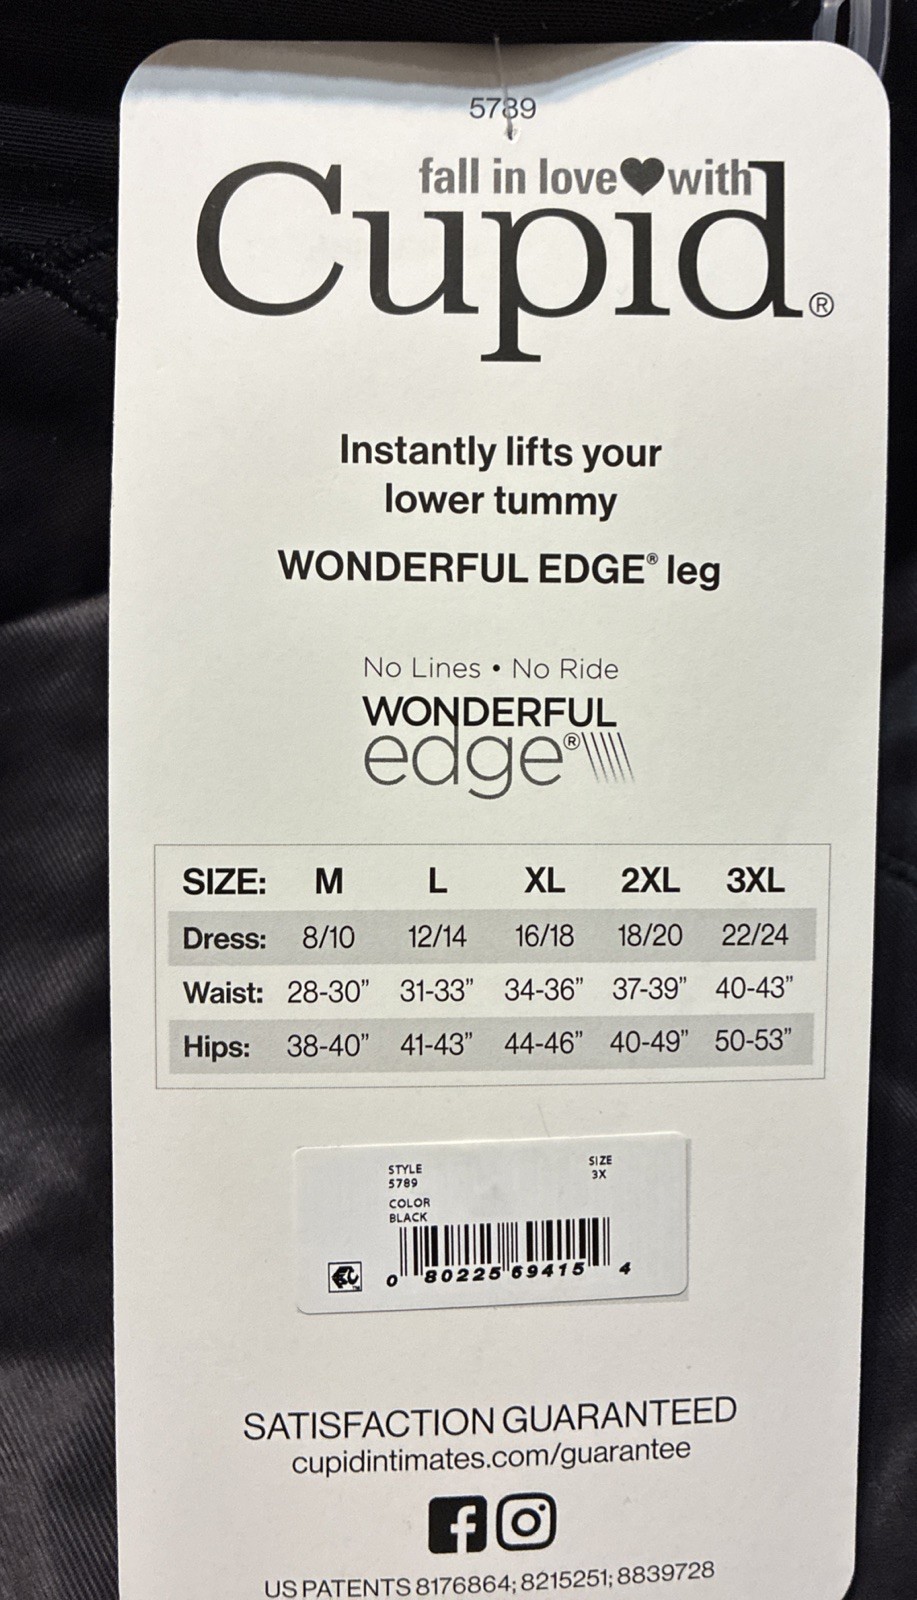 5789
fall in love with
Cupid®
Instantly lifts your
lower tummy
WONDERFUL EDGE® leg
No Lines • No Ride
WONDERFUL
edge®
SIZE: M L XL 2XL 3XL
Dress: 8/10 12/14 16/18 18/20 22/24
Waist: 28-30” 31-33” 34-36” 37-39” 40-43”
Hips: 38-40” 41-43” 44-46” 40-49” 50-53”
STYLE
5789
SIZE
3X
COLOR
BLACK
0 80225 69415 4
SATISFACTION GUARANTEED
cupidintimates.com/guarantee
US PATENTS 8176864; 8215251; 8839728